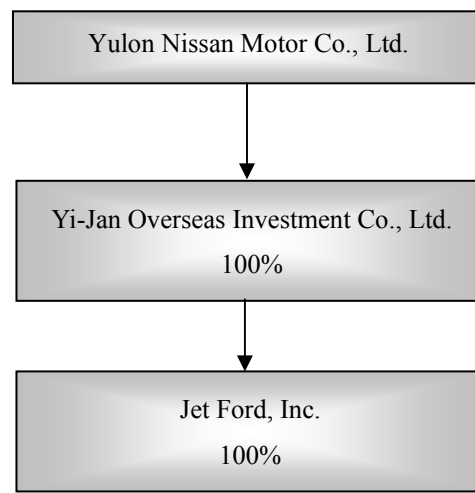 Yulon Nissan Motor Co., Ltd.
Yi-Jan Overseas Investment Co., Ltd.
100%
Jet Ford, Inc.
100%